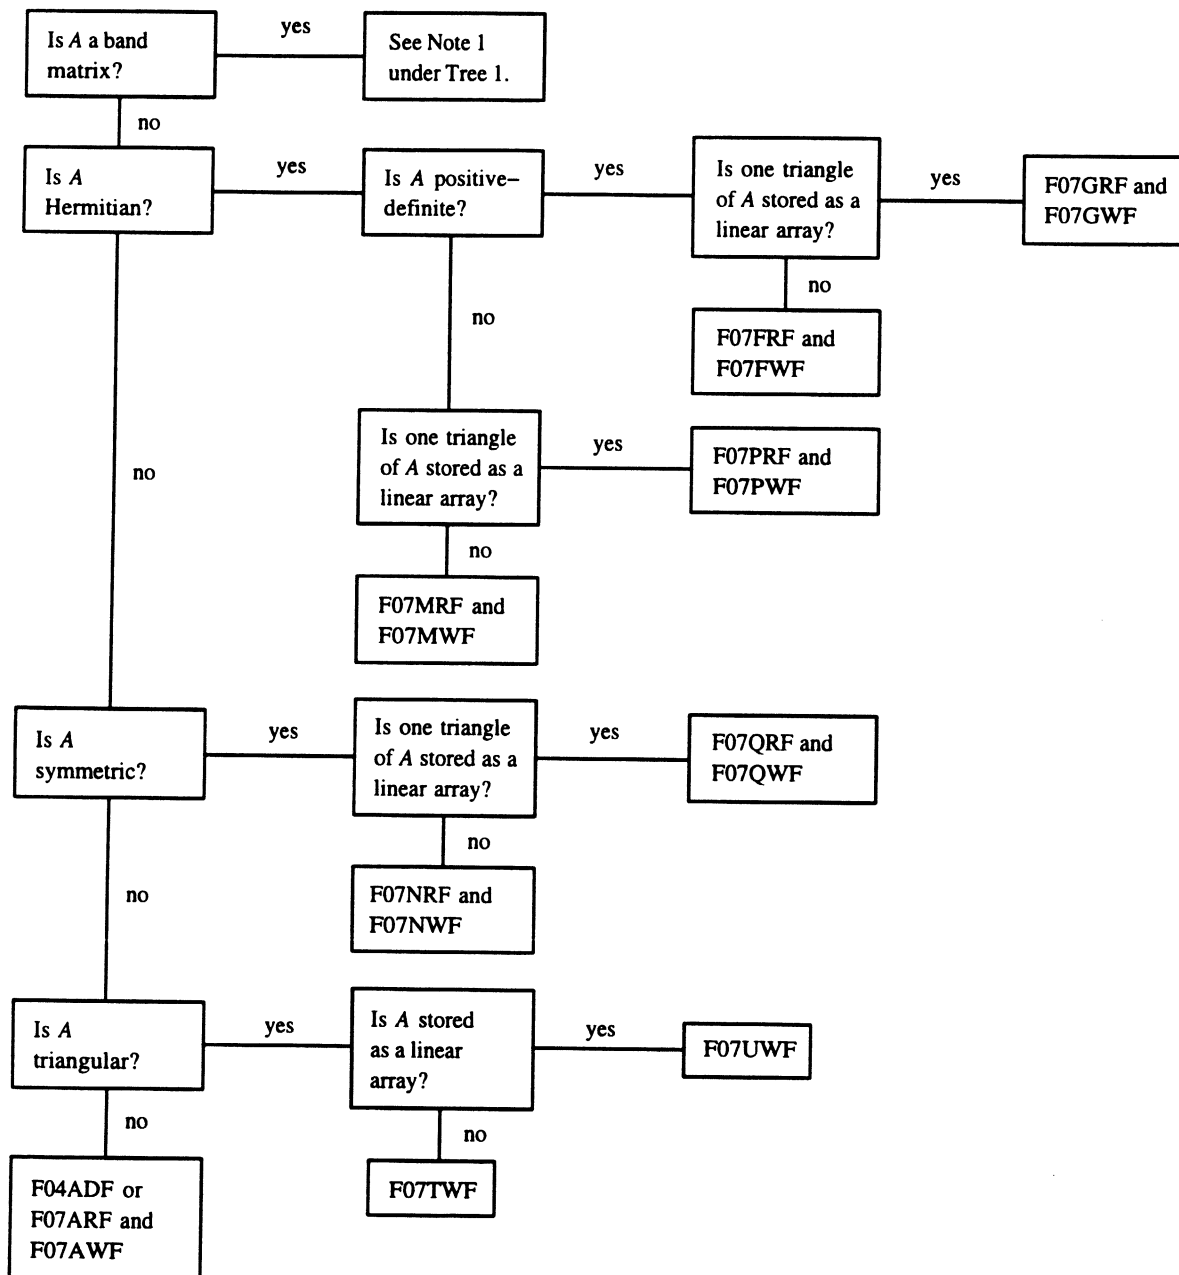 Is A a band
matrix?
yes
See Note 1
under Tree 1.
no
Is A
Hermitian?
yes
Is A positive–
definite?
yes
Is one triangle
of A stored as a
linear array?
yes
F07GRF and
F07GWF
no
F07FRF and
F07FWF
no
Is one triangle
of A stored as a
linear array?
yes
F07PRF and
F07PWF
no
F07MRF and
F07MWF
no
Is A
symmetric?
yes
Is one triangle
of A stored as a
linear array?
yes
F07QRF and
F07QWF
no
F07NRF and
F07NWF
no
Is A
triangular?
yes
Is A stored
as a linear
array?
yes
F07UWF
no
F07TWF
no
F04ADF or
F07ARF and
F07AWF